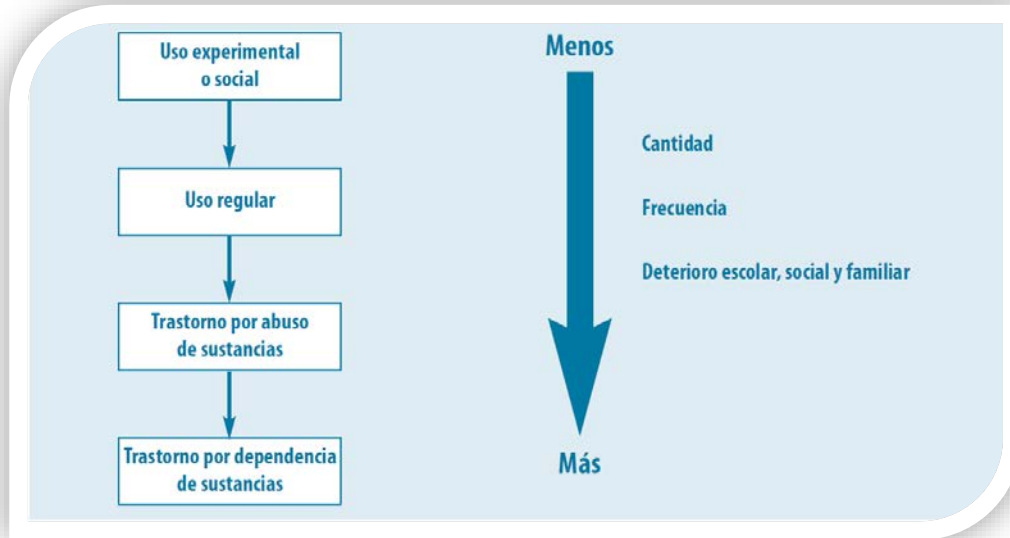 Uso experimental
o social
Uso regular
Trastorno por abuso
de sustancias
Trastorno por dependencia
de sustancias
Menos
Cantidad
Frecuencia
Deterioro escolar, social y familiar
Más